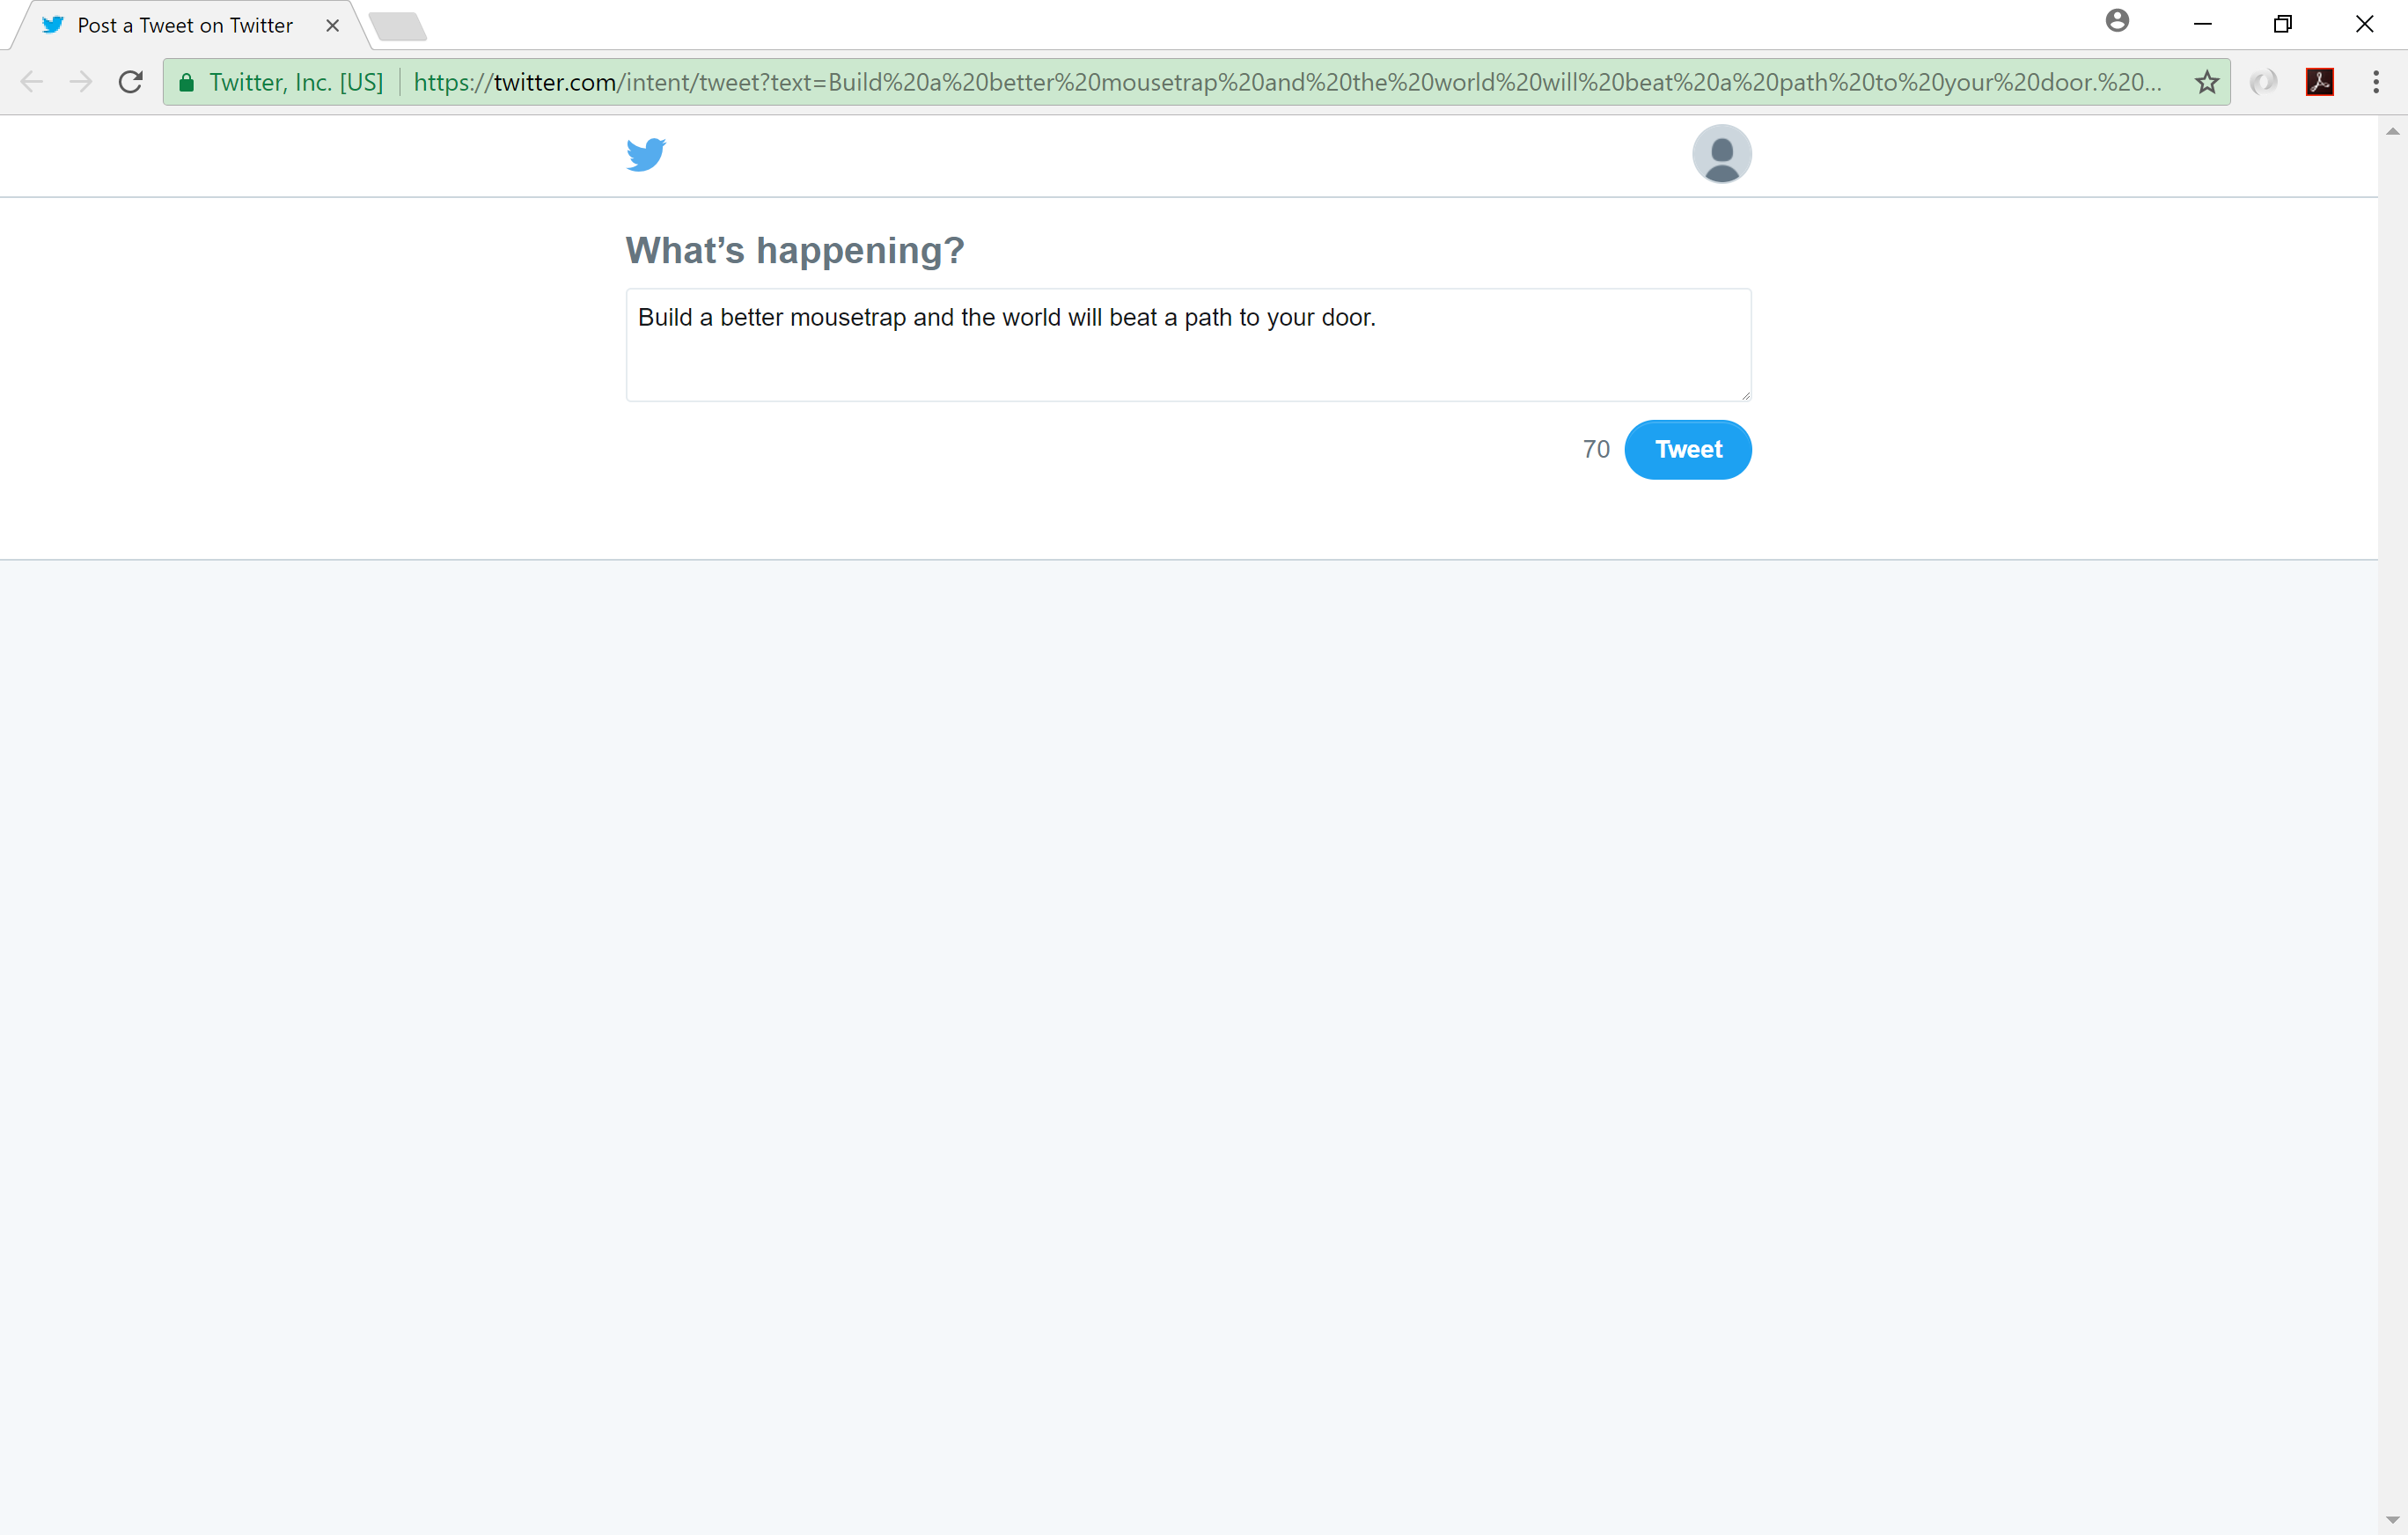 Post a Tweet on Twitter
Twitter, Inc. [US] https://twitter.com/intent/tweet?text=Build%20a%20better%20mousetrap%20and%20the%20world%20will%20beat%20a%20path%20to%20your%20door.%20...
What’s happening?
Build a better mousetrap and the world will beat a path to your door.
70 Tweet